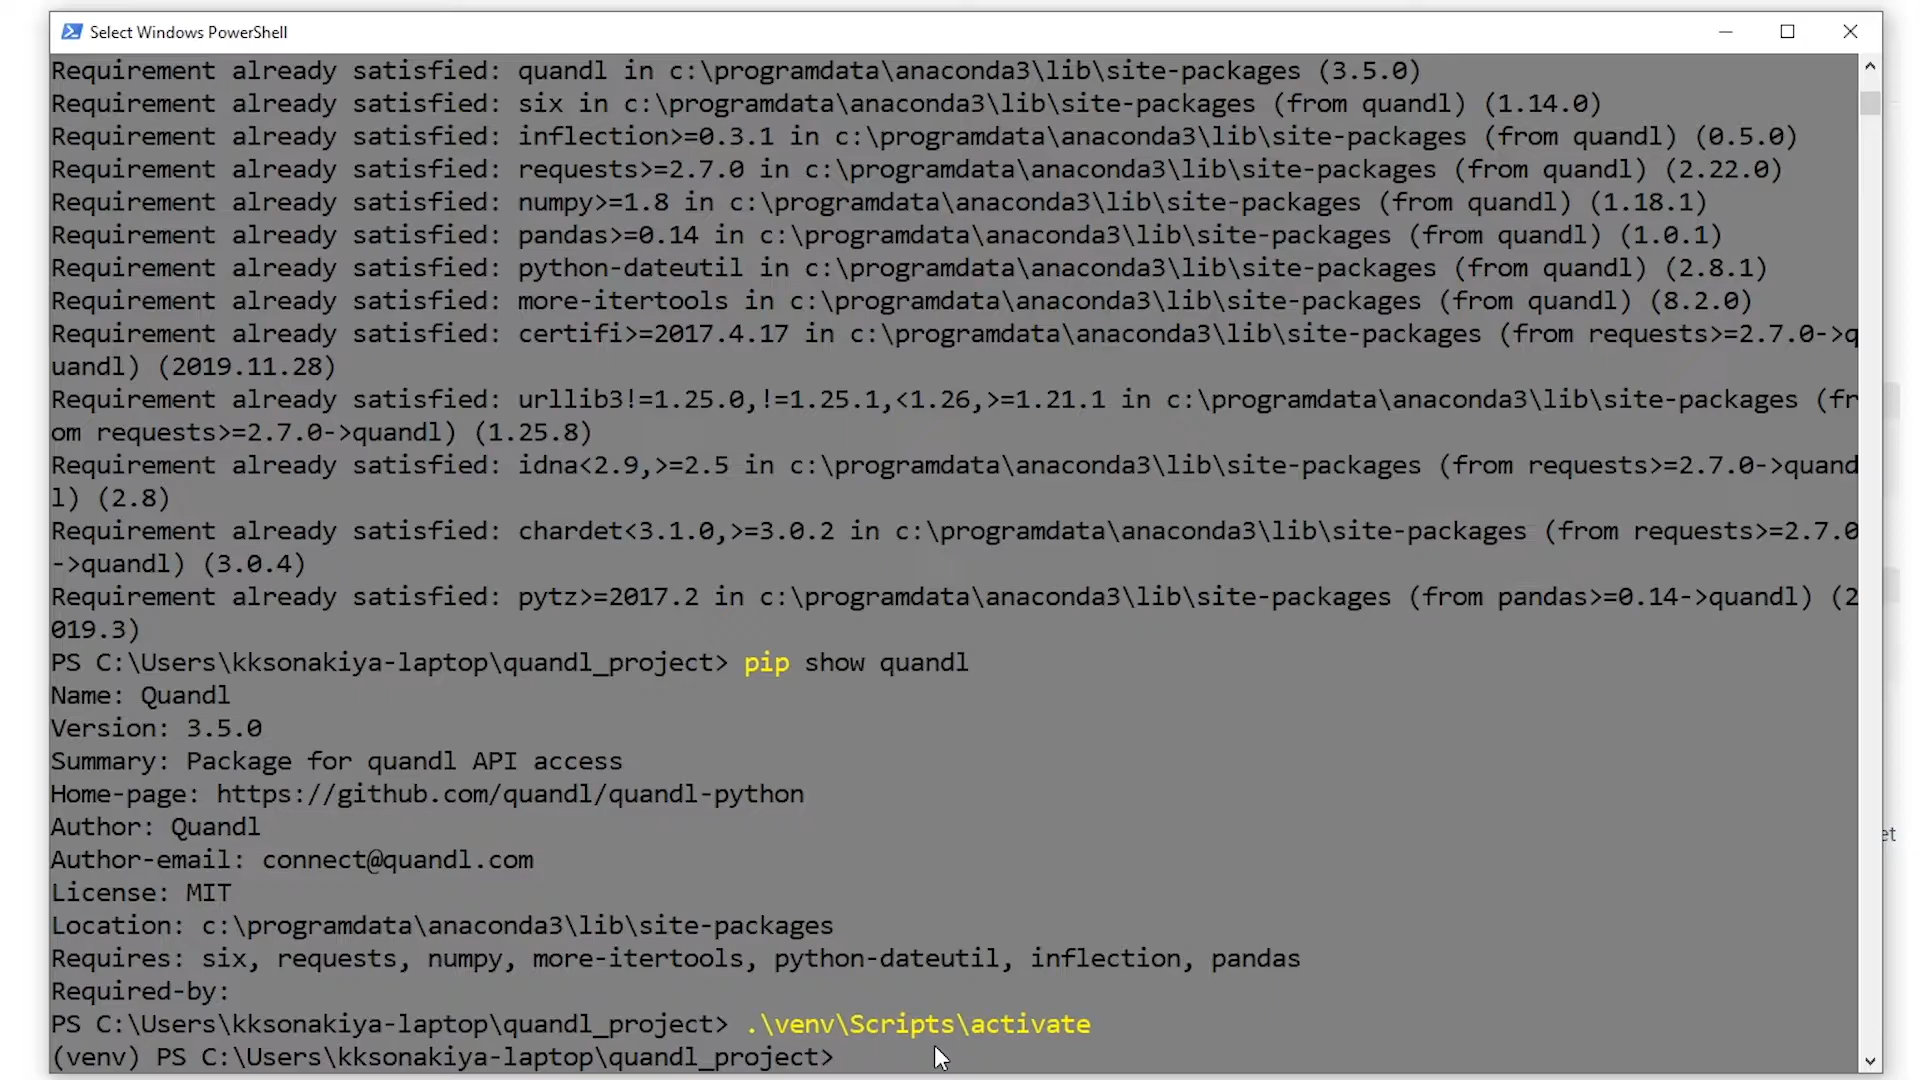 Select Windows PowerShell
Requirement already satisfied: quandl in c:\programdata\anaconda3\lib\site-packages (3.5.0)
Requirement already satisfied: six in c:\programdata\anaconda3\lib\site-packages (from quandl) (1.14.0)
Requirement already satisfied: inflection>=0.3.1 in c:\programdata\anaconda3\lib\site-packages (from quandl) (0.5.0)
Requirement already satisfied: requests>=2.7.0 in c:\programdata\anaconda3\lib\site-packages (from quandl) (2.22.0)
Requirement already satisfied: numpy>=1.8 in c:\programdata\anaconda3\lib\site-packages (from quandl) (1.18.1)
Requirement already satisfied: pandas>=0.14 in c:\programdata\anaconda3\lib\site-packages (from quandl) (1.0.1)
Requirement already satisfied: python-dateutil in c:\programdata\anaconda3\lib\site-packages (from quandl) (2.8.1)
Requirement already satisfied: more-itertools in c:\programdata\anaconda3\lib\site-packages (from quandl) (8.2.0)
Requirement already satisfied: certifi>=2017.4.17 in c:\programdata\anaconda3\lib\site-packages (from requests>=2.7.0->q
uandl) (2019.11.28)
Requirement already satisfied: urllib3!=1.25.0,!=1.25.1,<1.26,>=1.21.1 in c:\programdata\anaconda3\lib\site-packages (fr
om requests>=2.7.0->quandl) (1.25.8)
Requirement already satisfied: idna<2.9,>=2.5 in c:\programdata\anaconda3\lib\site-packages (from requests>=2.7.0->quand
l) (2.8)
Requirement already satisfied: chardet<3.1.0,>=3.0.2 in c:\programdata\anaconda3\lib\site-packages (from requests>=2.7.0
->quandl) (3.0.4)
Requirement already satisfied: pytz>=2017.2 in c:\programdata\anaconda3\lib\site-packages (from pandas>=0.14->quandl) (2
019.3)
PS C:\Users\kksonakiya-laptop\quandl_project> pip show quandl
Name: Quandl
Version: 3.5.0
Summary: Package for quandl API access
Home-page: https://github.com/quandl/quandl-python
Author: Quandl
Author-email: connect@quandl.com
License: MIT
Location: c:\programdata\anaconda3\lib\site-packages
Requires: six, requests, numpy, more-itertools, python-dateutil, inflection, pandas
Required-by:
PS C:\Users\kksonakiya-laptop\quandl_project> .\venv\Scripts\activate
(venv) PS C:\Users\kksonakiya-laptop\quandl_project>